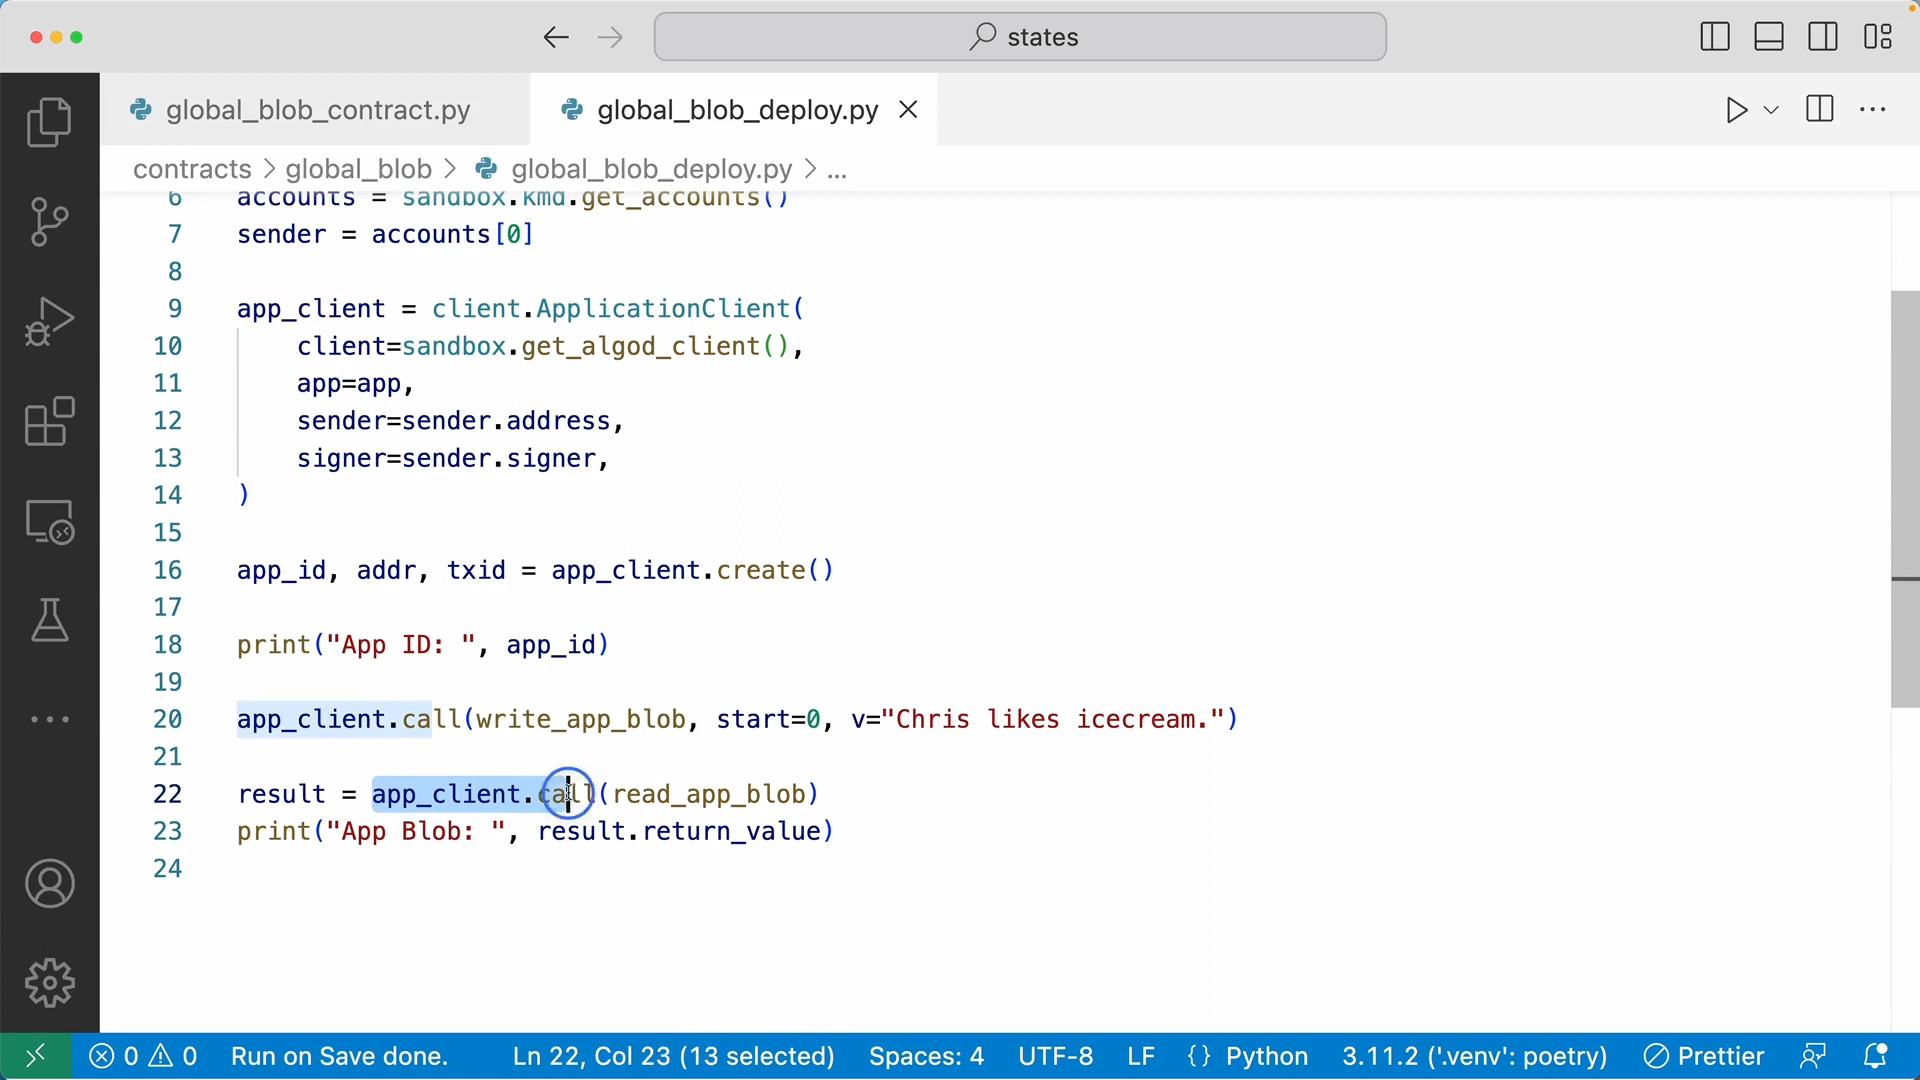 states
global_blob_contract.py
global_blob_deploy.py
contracts > global_blob > global_blob_deploy.py > ...
6 accounts = sandbox.kmd.get_accounts()
7 sender = accounts[0]
8
9 app_client = client.ApplicationClient(
10 client=sandbox.get_algod_client(),
11 app=app,
12 sender=sender.address,
13 signer=sender.signer,
14 )
15
16 app_id, addr, txid = app_client.create()
17
18 print("App ID: ", app_id)
19
20 app_client.call(write_app_blob, start=0, v="Chris likes icecream.")
21
22 result = app_client.call(read_app_blob)
23 print("App Blob: ", result.return_value)
24
0 0 Run on Save done. Ln 22, Col 23 (13 selected) Spaces: 4 UTF-8 LF {} Python 3.11.2 ('.venv': poetry) Prettier